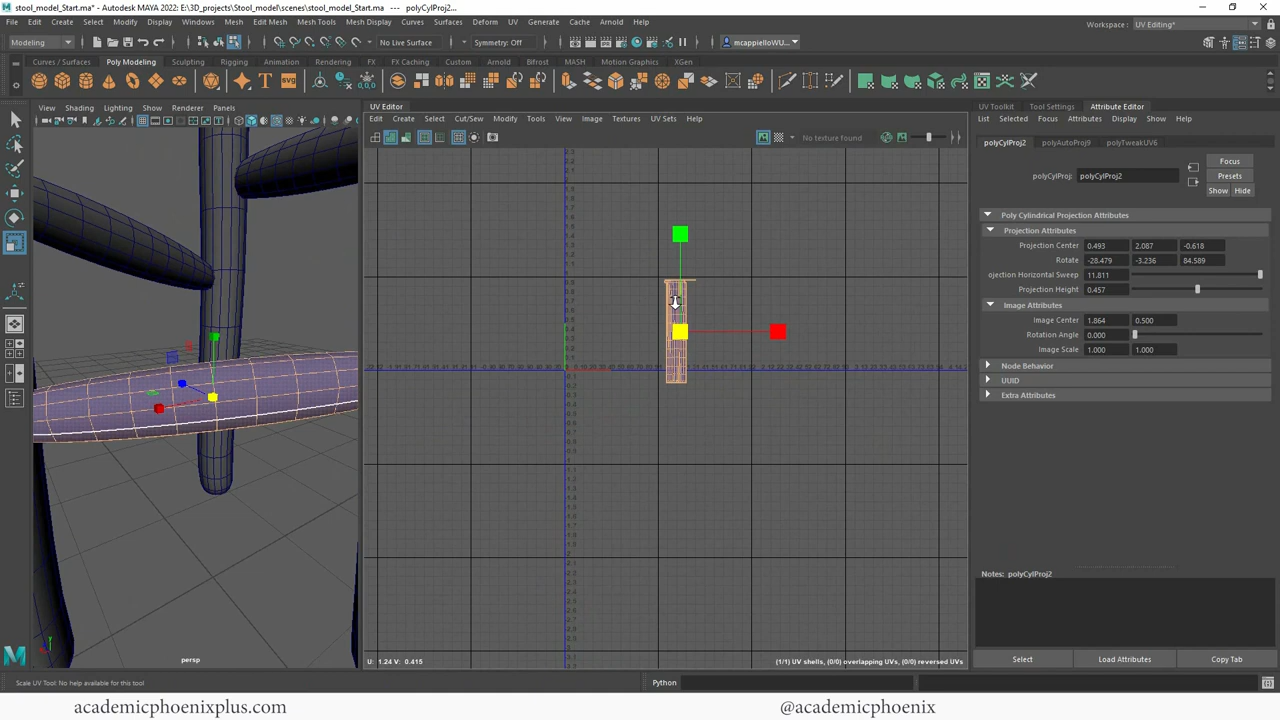 stool_model_Start.ma* - Autodesk MAYA 2022: E:\3D_projects\Stool_model\scenes\stool_model_Start.ma* --- polyCylProj2...
File Edit Create Select Modify Display Windows Mesh Edit Mesh Mesh Tools Mesh Display Curves Surfaces Deform UV Generate Cache Arnold Help
Workspace : UV Editing*
Modeling No Live Surface Symmetry: Off mcappielloWU...
Curves / Surfaces Poly Modeling Sculpting Rigging Animation Rendering FX FX Caching Custom Arnold Bifrost MASH Motion Graphics XGen
View Shading Lighting Show Renderer Panels
UV Editor
Edit Create Select Cut/Sew Modify Tools View Image Textures UV Sets Help
No texture found
UV Toolkit Tool Settings Attribute Editor
List Selected Focus Attributes Display Show Help
polyCylProj2 polyAutoProj9 polyTweakUV6
Focus
polyCylProj: polyCylProj2
Presets
Show Hide
Poly Cylindrical Projection Attributes
Projection Attributes
Projection Center 0.493 2.087 -0.618
Rotate -28.479 -3.236 84.589
ojection Horizontal Sweep 11.811
Projection Height 0.457
Image Attributes
Image Center 1.864 0.500
Rotation Angle 0.000
Image Scale 1.000 1.000
Node Behavior
UUID
Extra Attributes
Notes: polyCylProj2
persp
U: 1.24 V: 0.415
(1/1) UV shells, (0/0) overlapping UVs, (0/0) reversed UVs
Select Load Attributes Copy Tab
Scale UV Tool: No help available for this tool
Python
academicphoenixplus.com
@academicphoenix